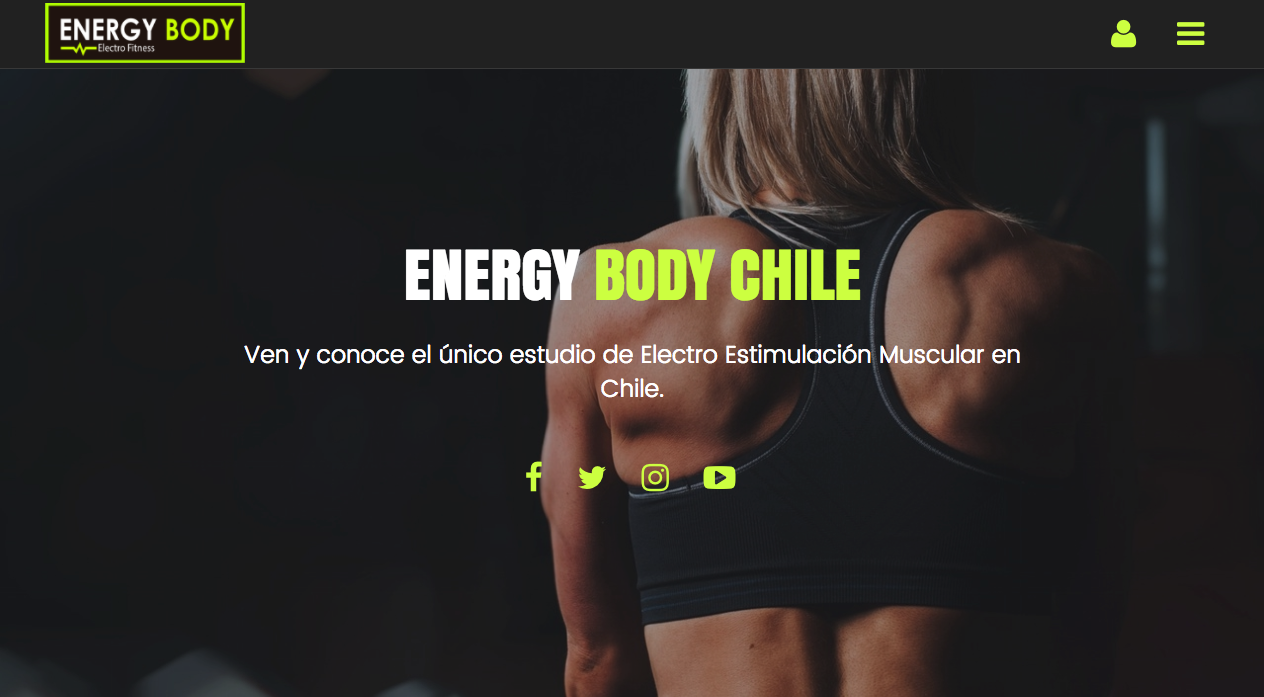 ENERGY BODY
Electro Fitness
ENERGY BODY CHILE
Ven y conoce el único estudio de Electro Estimulación Muscular en
Chile.